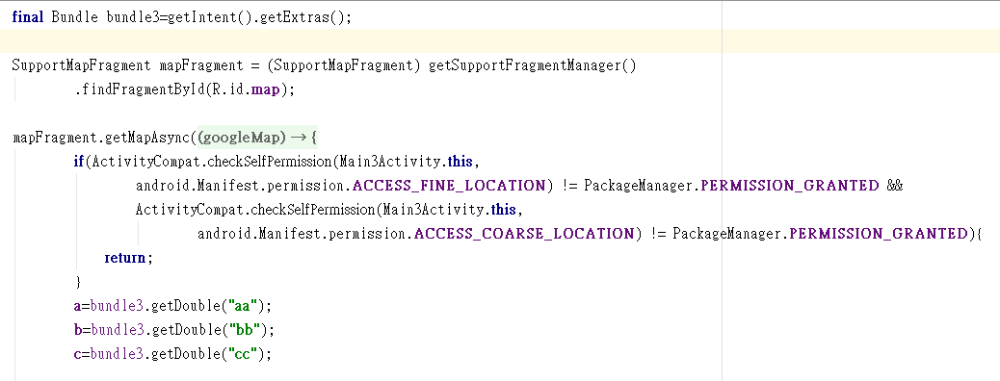 final Bundle bundle3=getIntent().getExtras();
SupportMapFragment mapFragment = (SupportMapFragment) getSupportFragmentManager()
.findFragmentById(R.id.map);
mapFragment.getMapAsync((googleMap) → {
if(ActivityCompat.checkSelfPermission(Main3Activity.this,
android.Manifest.permission.ACCESS_FINE_LOCATION) != PackageManager.PERMISSION_GRANTED &&
ActivityCompat.checkSelfPermission(Main3Activity.this,
android.Manifest.permission.ACCESS_COARSE_LOCATION) != PackageManager.PERMISSION_GRANTED){
return;
}
a=bundle3.getDouble("aa");
b=bundle3.getDouble("bb");
c=bundle3.getDouble("cc");